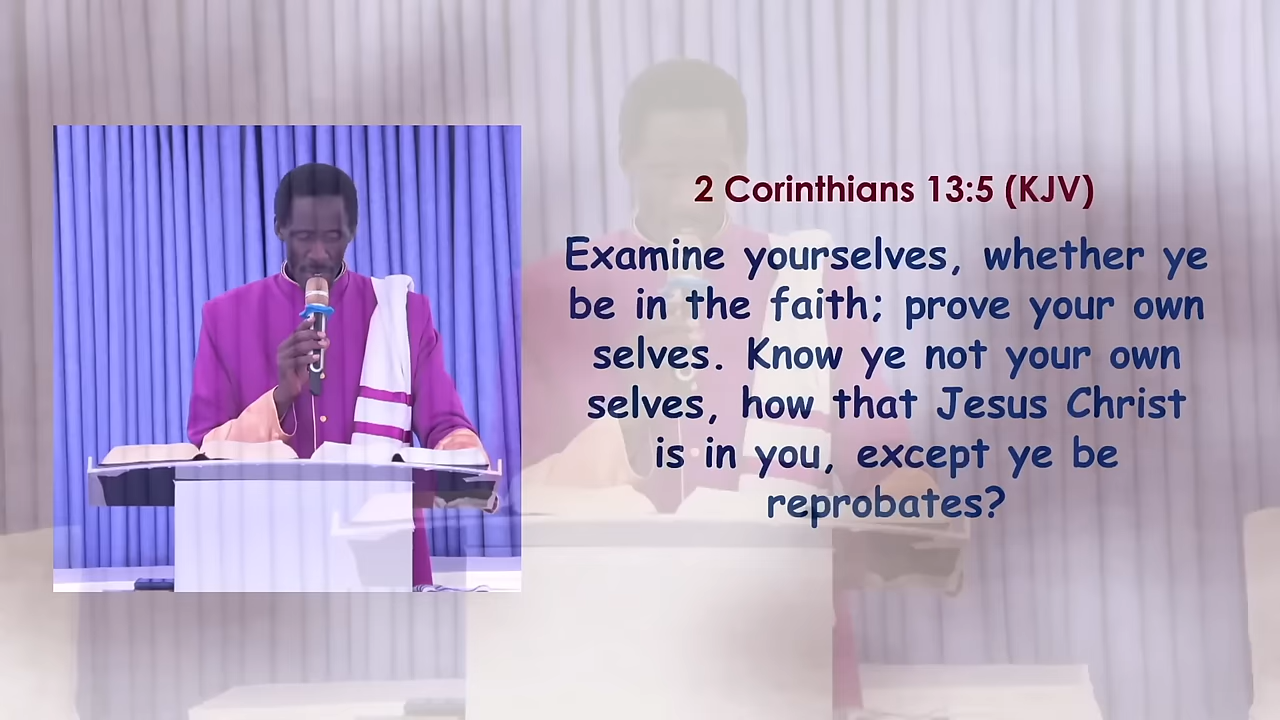 2 Corinthians 13:5 (KJV)
Examine yourselves, whether ye
be in the faith; prove your own
selves. Know ye not your own
selves, how that Jesus Christ
is in you, except ye be
reprobates?